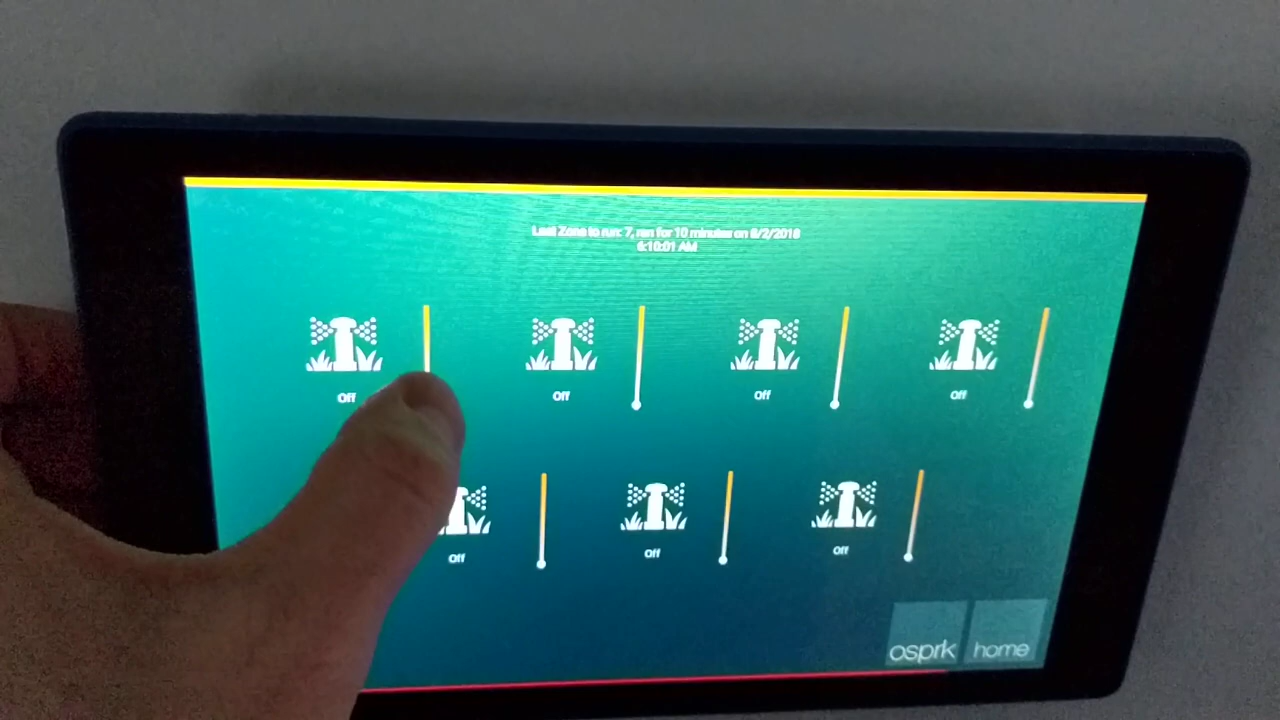 Last Zone to run: 7, ran for 10 minutes on 8/2/2018
6:10:01 AM
Off
Off
Off
Off
Off
Off
Off
osprk
home